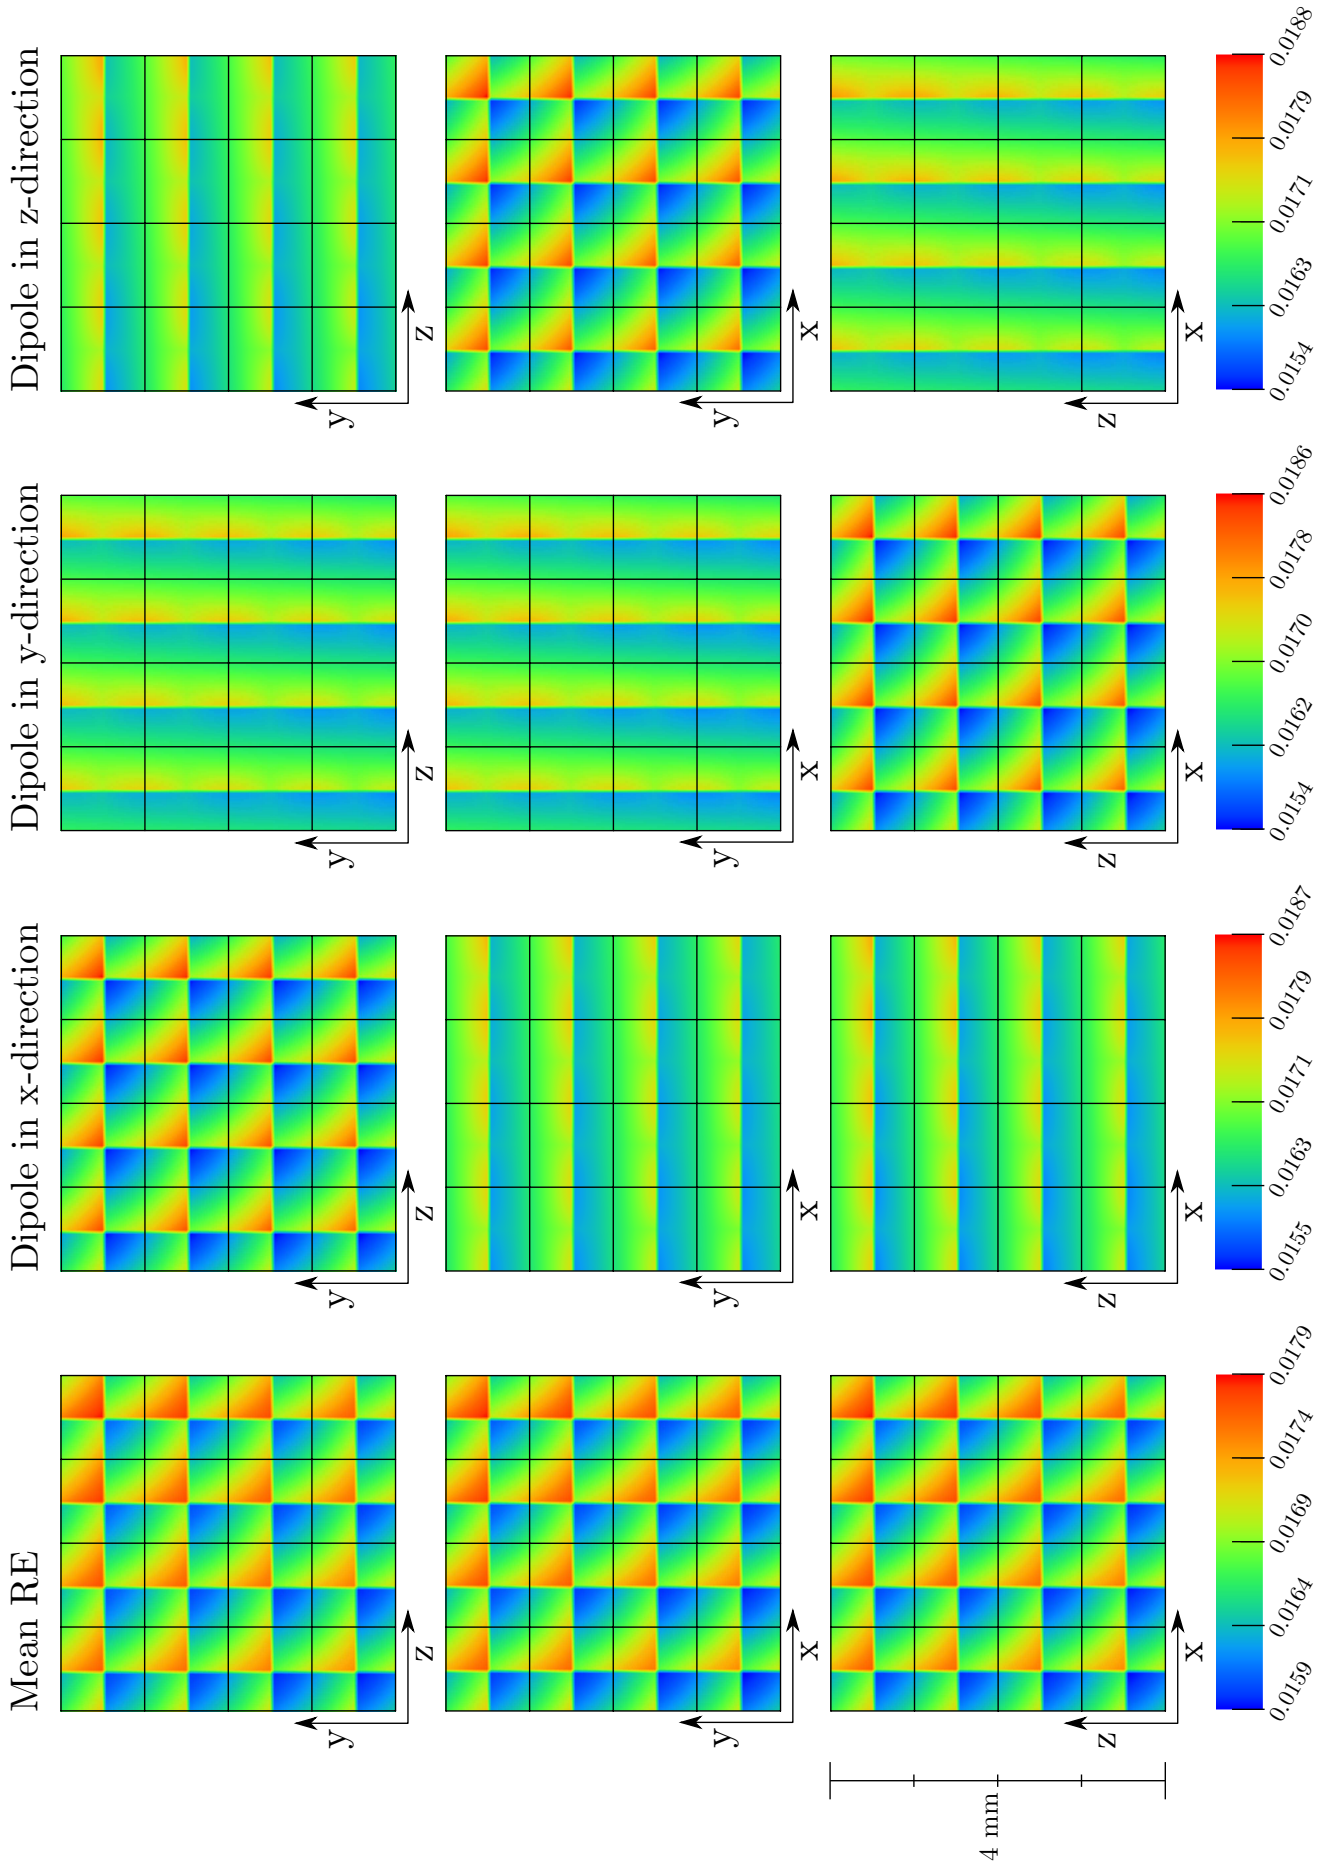 Mean RE
Dipole in x-direction
Dipole in y-direction
Dipole in z-direction
y
z
y
z
y
z
y
z
y
x
y
x
y
x
y
x
4 mm
z
x
z
x
z
x
z
x
0.0159
0.0164
0.0169
0.0174
0.0179
0.0155
0.0163
0.0171
0.0179
0.0187
0.0154
0.0162
0.0170
0.0178
0.0186
0.0154
0.0163
0.0171
0.0179
0.0188